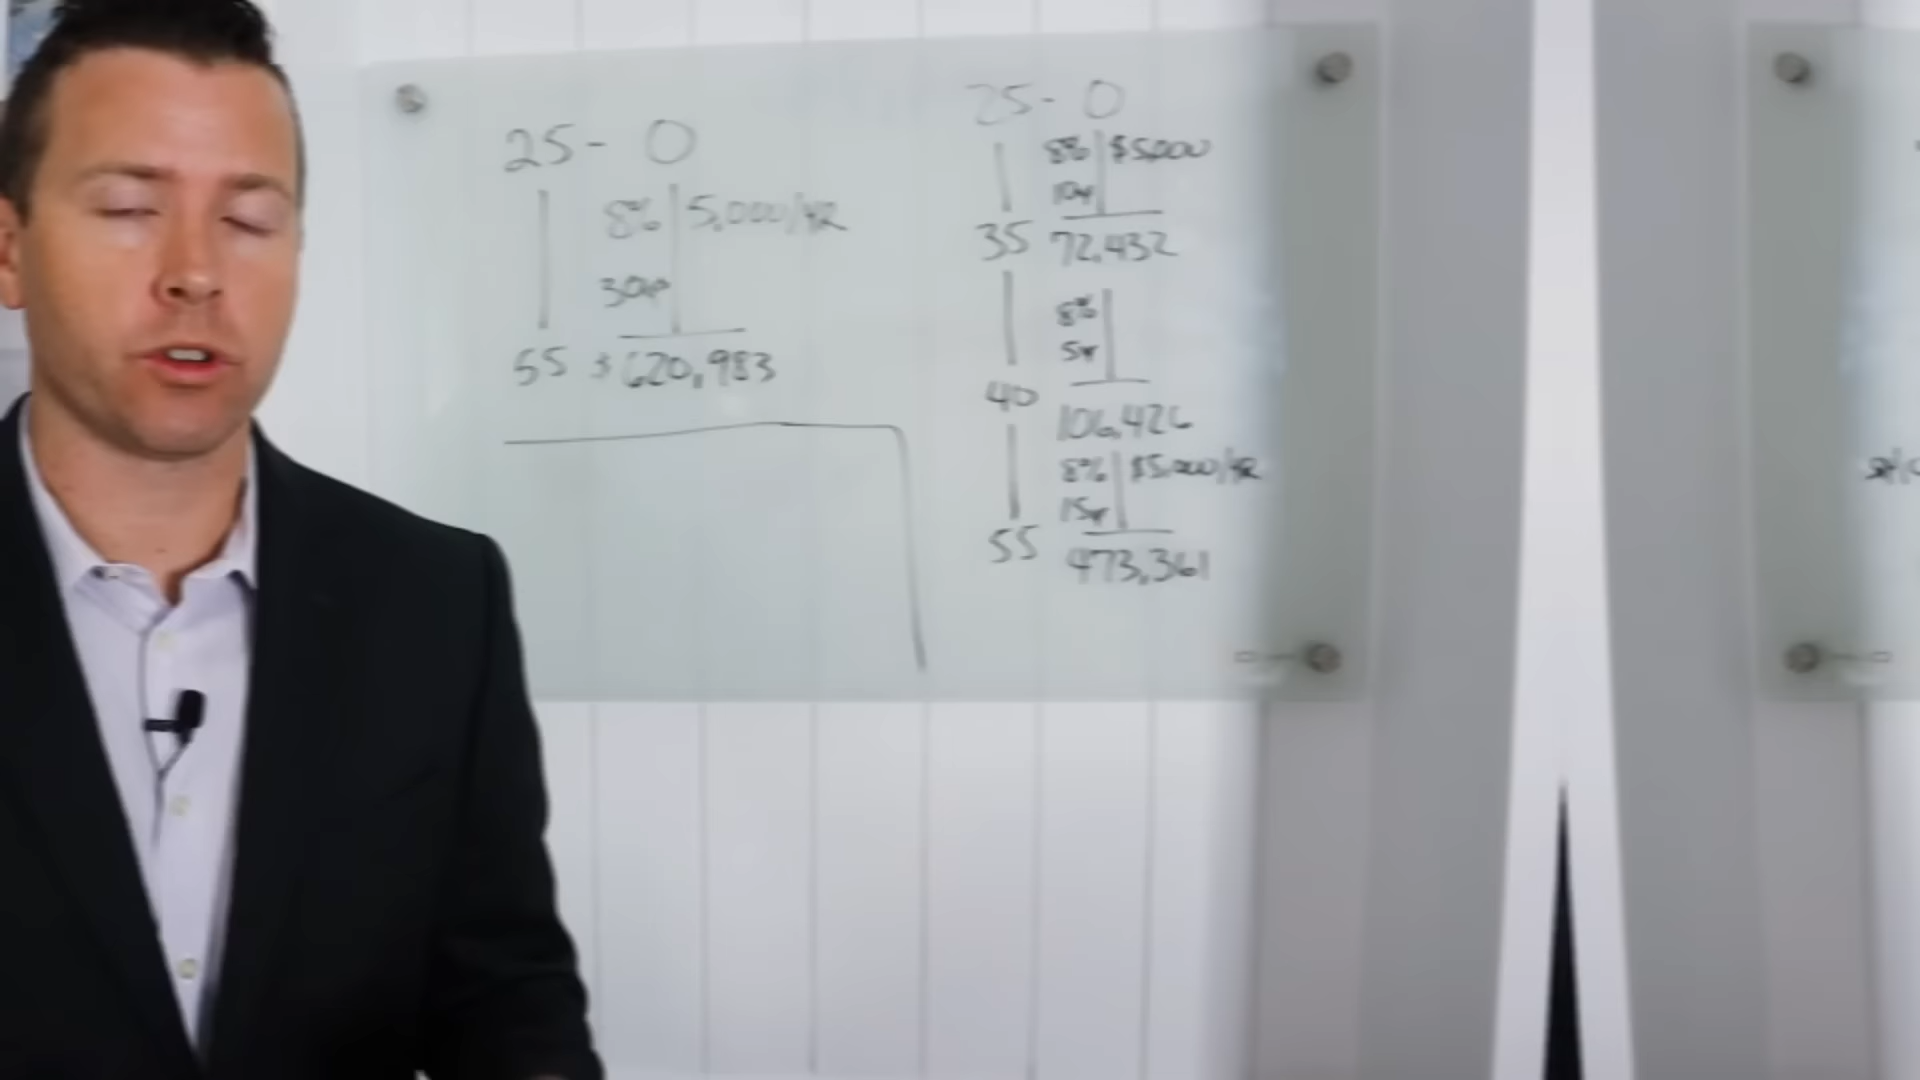 25- 0
8% 5,000/YR
30yr
55 $620,983
25- 0
8% $5,000
10yr
35 72,432
8%
5yr
40
106,426
8% $5,000/YR
15yr
55 473,361